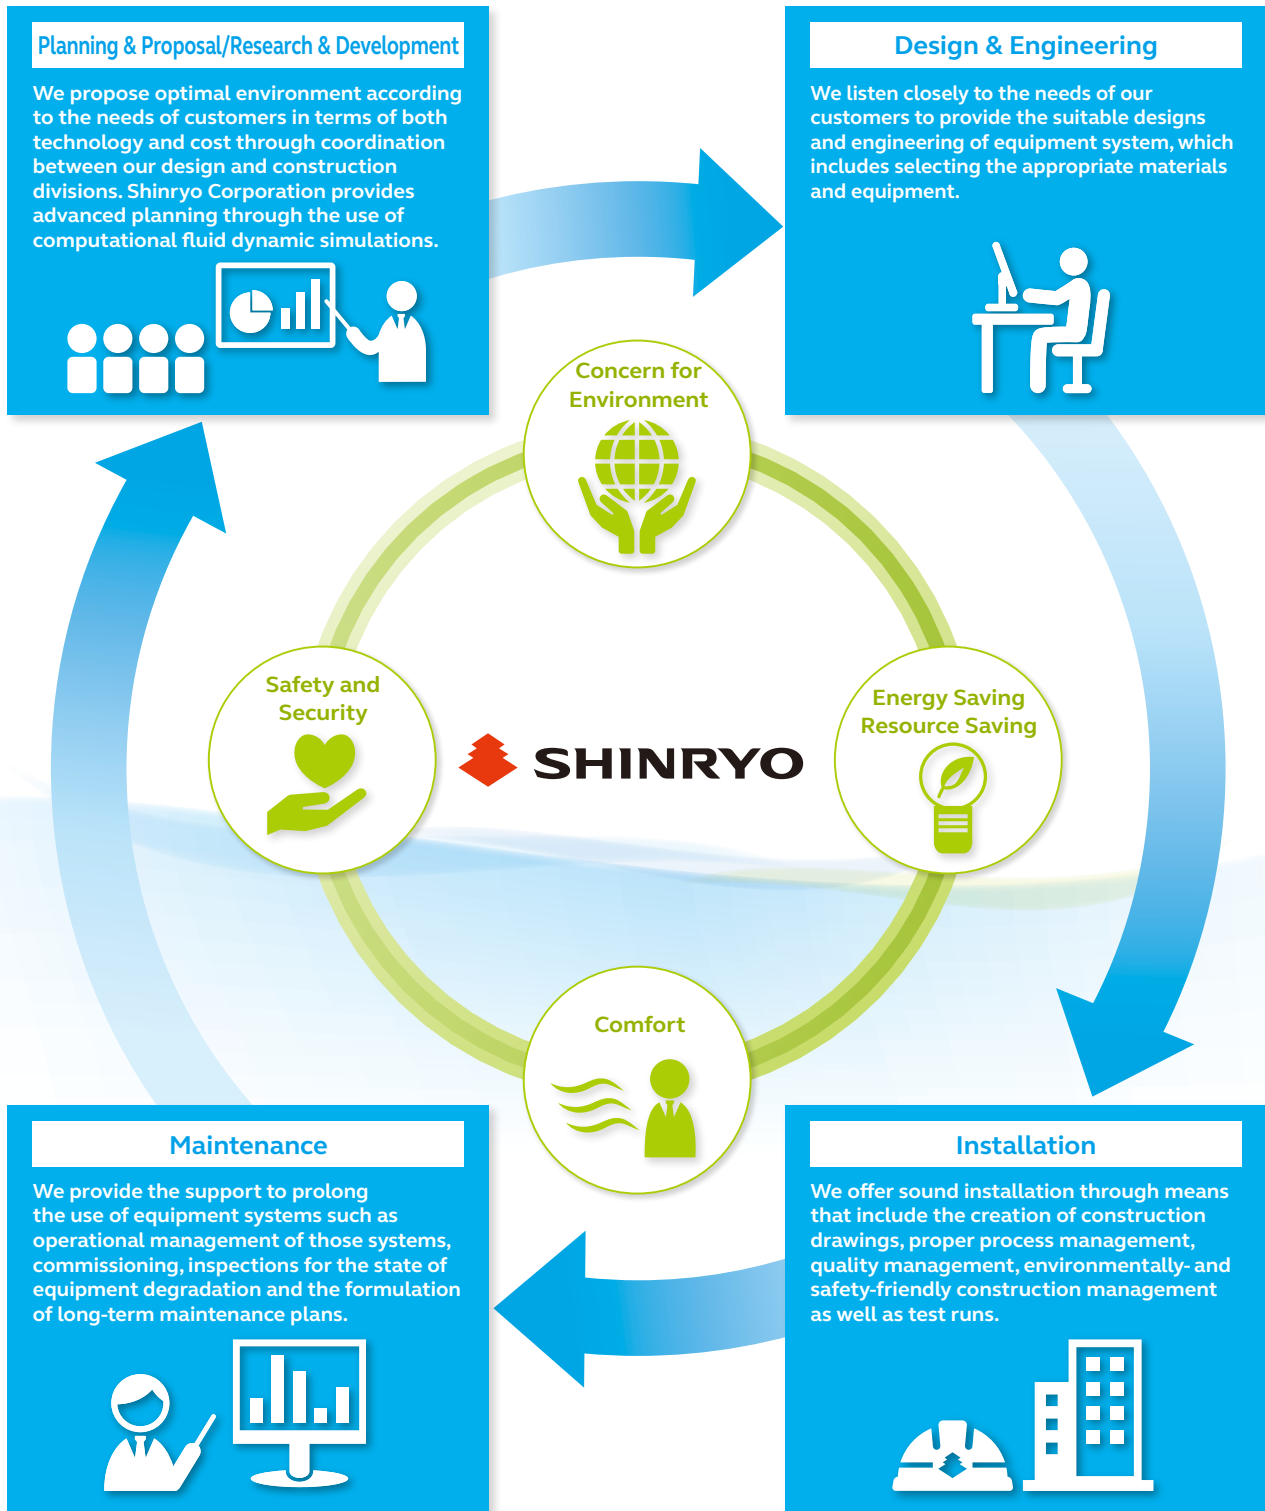 Planning & Proposal/Research & Development
We propose optimal environment according
to the needs of customers in terms of both
technology and cost through coordination
between our design and construction
divisions. Shinryo Corporation provides
advanced planning through the use of
computational fluid dynamic simulations.
Design & Engineering
We listen closely to the needs of our
customers to provide the suitable designs
and engineering of equipment system, which
includes selecting the appropriate materials
and equipment.
Concern for
Environment
Safety and
Security
SHINRYO
Energy Saving
Resource Saving
Comfort
Maintenance
We provide the support to prolong
the use of equipment systems such as
operational management of those systems,
commissioning, inspections for the state of
equipment degradation and the formulation
of long-term maintenance plans.
Installation
We offer sound installation through means
that include the creation of construction
drawings, proper process management,
quality management, environmentally- and
safety-friendly construction management
as well as test runs.